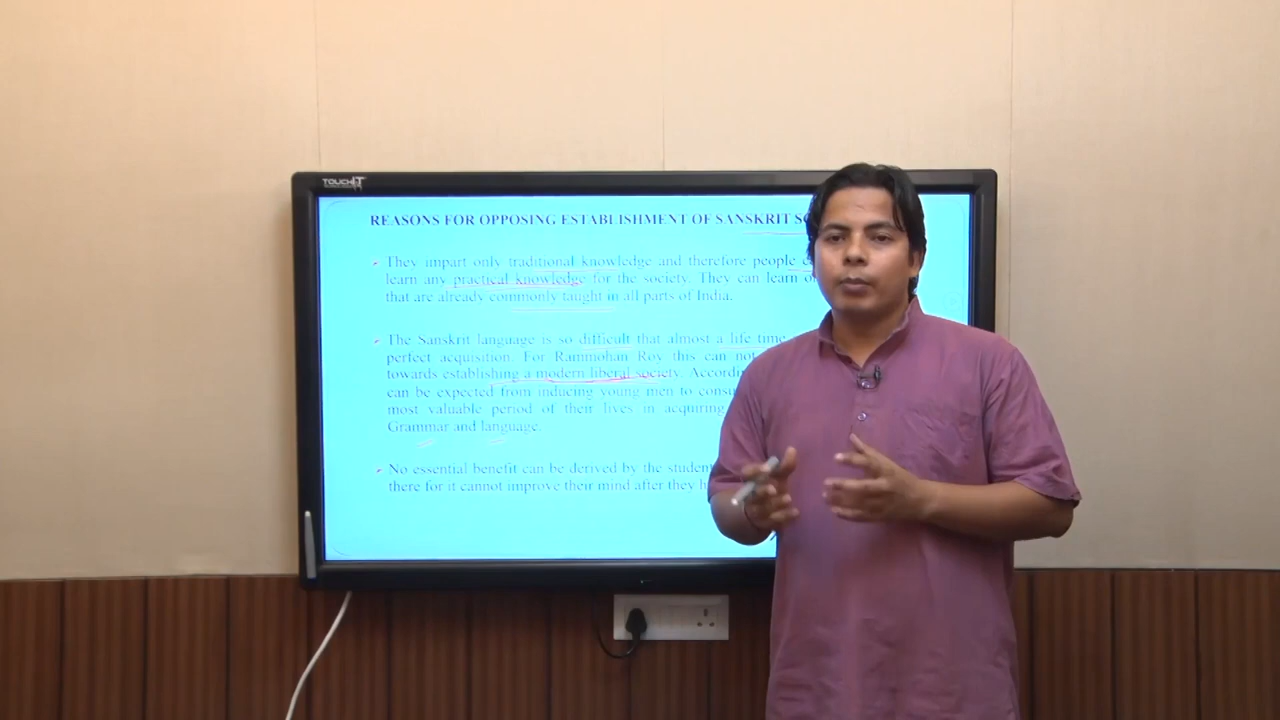 TOUCHIT
REASONS FOR OPPOSING ESTABLISHMENT OF SANSKRIT
They impart only traditional knowledge and therefore people
learn any practical knowledge for the society. They can learn
that are already commonly taught in all parts of India.
The Sanskrit language is so difficult that almost a life time
perfect acquisition. For Rammohan Roy this can not
towards establishing a modern liberal society.
can be expected from inducing young men to
most valuable period of their lives in acquiring
Grammar and language.
No essential benefit can be derived by the
there for it cannot improve their mind after they